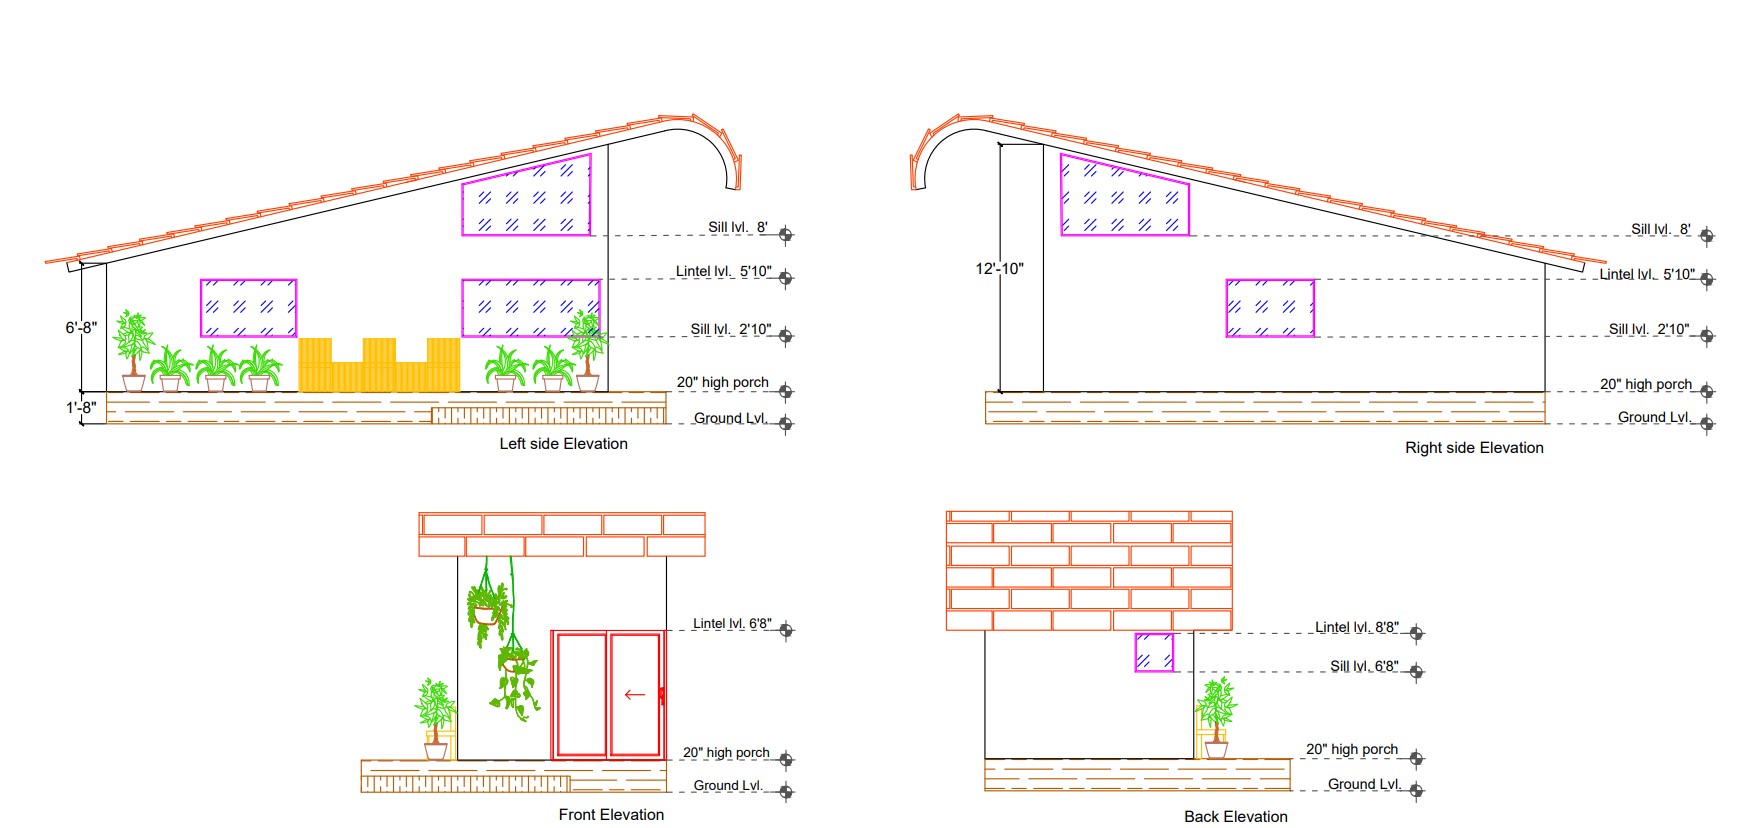 Sill lvl.  8'
Lintel lvl.  5'10"
6'-8"
Sill lvl.  2'10"
20" high porch
1'-8"
Ground Lvl.
Left side Elevation
Sill lvl.  8'
12'-10"
Lintel lvl.  5'10"
Sill lvl.  2'10"
20" high porch
Ground Lvl.
Right side Elevation
Lintel lvl. 6'8"
20" high porch
Ground Lvl.
Front Elevation
Lintel lvl.  8'8"
Sill lvl.  6'8"
20" high porch
Ground Lvl.
Back Elevation